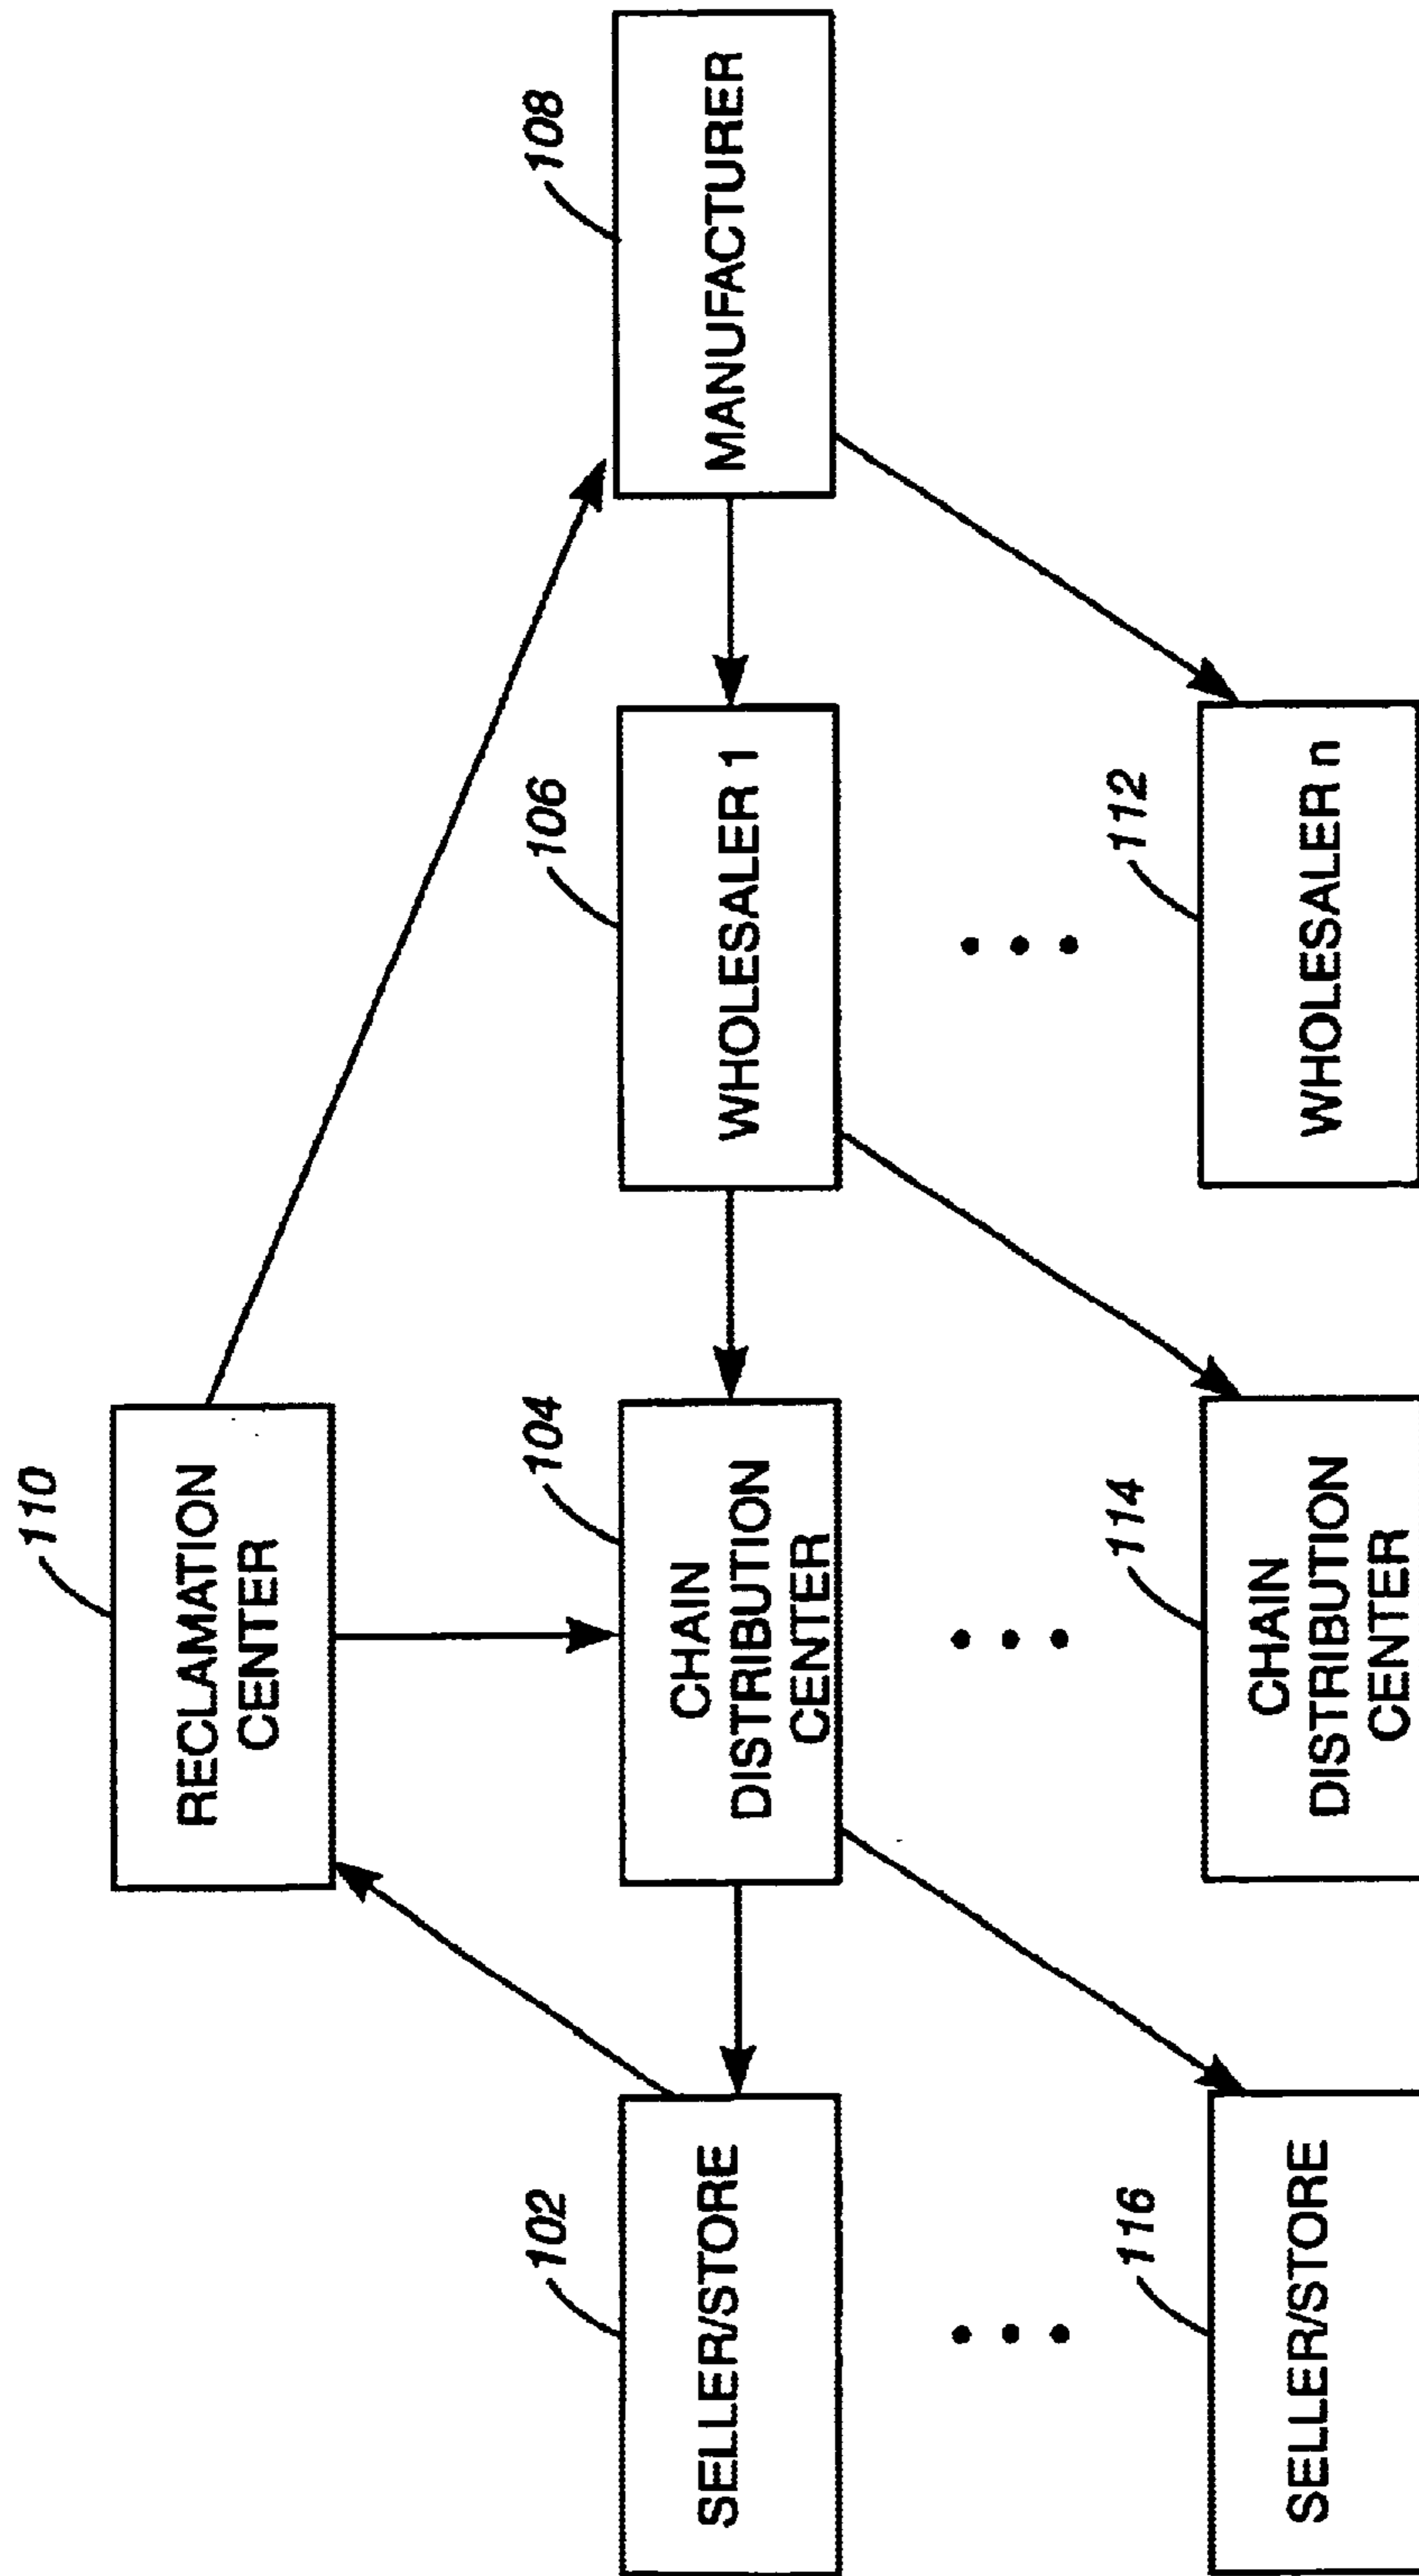 110
RECLAMATION
CENTER
102
SELLER/STORE
104
CHAIN
DISTRIBUTION
CENTER
106
WHOLESALER 1
108
MANUFACTURER
116
SELLER/STORE
114
CHAIN
DISTRIBUTION
CENTER
112
WHOLESALER n